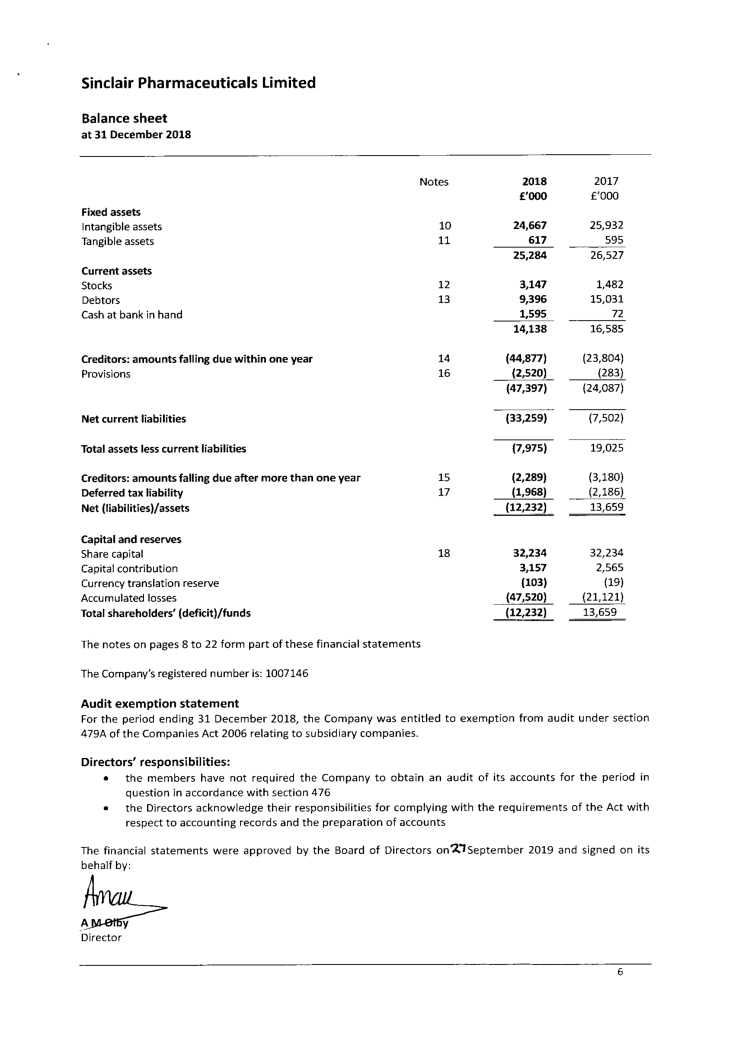 Sinclair Pharmaceuticals Limited
Balance sheet
at 31 December 2018
Notes 2018 2017
£'000 £'000
Fixed assets
Intangible assets 10 24,667 25,932
Tangible assets 11 617 595
25,284 26,527
Current assets
Stocks 12 3,147 1,482
Debtors 13 9,396 15,031
Cash at bank in hand 1,595 72
14,138 16,585
Creditors: amounts falling due within one year 14 (44,877) (23,804)
Provisions 16 (2,520) (283)
(47,397) (24,087)
Net current liabilities (33,259) (7,502)
Total assets less current liabilities (7,975) 19,025
Creditors: amounts falling due after more than one year 15 (2,289) (3,180)
Deferred tax liability 17 (1,968) (2,186)
Net (liabilities)/assets (12,232) 13,659
Capital and reserves
Share capital 18 32,234 32,234
Capital contribution 3,157 2,565
Currency translation reserve (103) (19)
Accumulated losses (47,520) (21,121)
Total shareholders' (deficit)/funds (12,232) 13,659
The notes on pages 8 to 22 form part of these financial statements
The Company's registered number is: 1007146
Audit exemption statement
For the period ending 31 December 2018, the Company was entitled to exemption from audit under section
479A of the Companies Act 2006 relating to subsidiary companies.
Directors' responsibilities:
• the members have not required the Company to obtain an audit of its accounts for the period in
question in accordance with section 476
• the Directors acknowledge their responsibilities for complying with the requirements of the Act with
respect to accounting records and the preparation of accounts
The financial statements were approved by the Board of Directors on 27 September 2019 and signed on its
behalf by:
A M Olby
Director
6